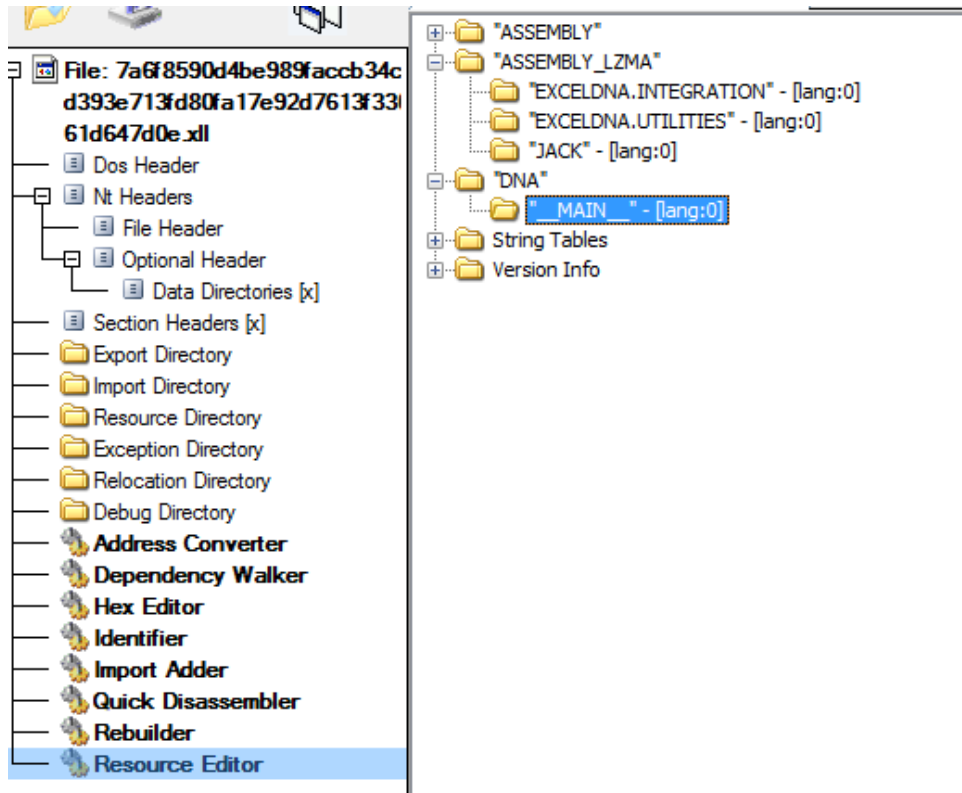 File: 7a6f8590d4be989faccb34c
d393e713fd80fa17e92d7613f33
61d647d0e.xll
Dos Header
Nt Headers
File Header
Optional Header
Data Directories [x]
Section Headers [x]
Export Directory
Import Directory
Resource Directory
Exception Directory
Relocation Directory
Debug Directory
Address Converter
Dependency Walker
Hex Editor
Identifier
Import Adder
Quick Disassembler
Rebuilder
Resource Editor
"ASSEMBLY"
"ASSEMBLY_LZMA"
"EXCELDNA.INTEGRATION" - [lang:0]
"EXCELDNA.UTILITIES" - [lang:0]
"JACK" - [lang:0]
"DNA"
"__MAIN__" - [lang:0]
String Tables
Version Info